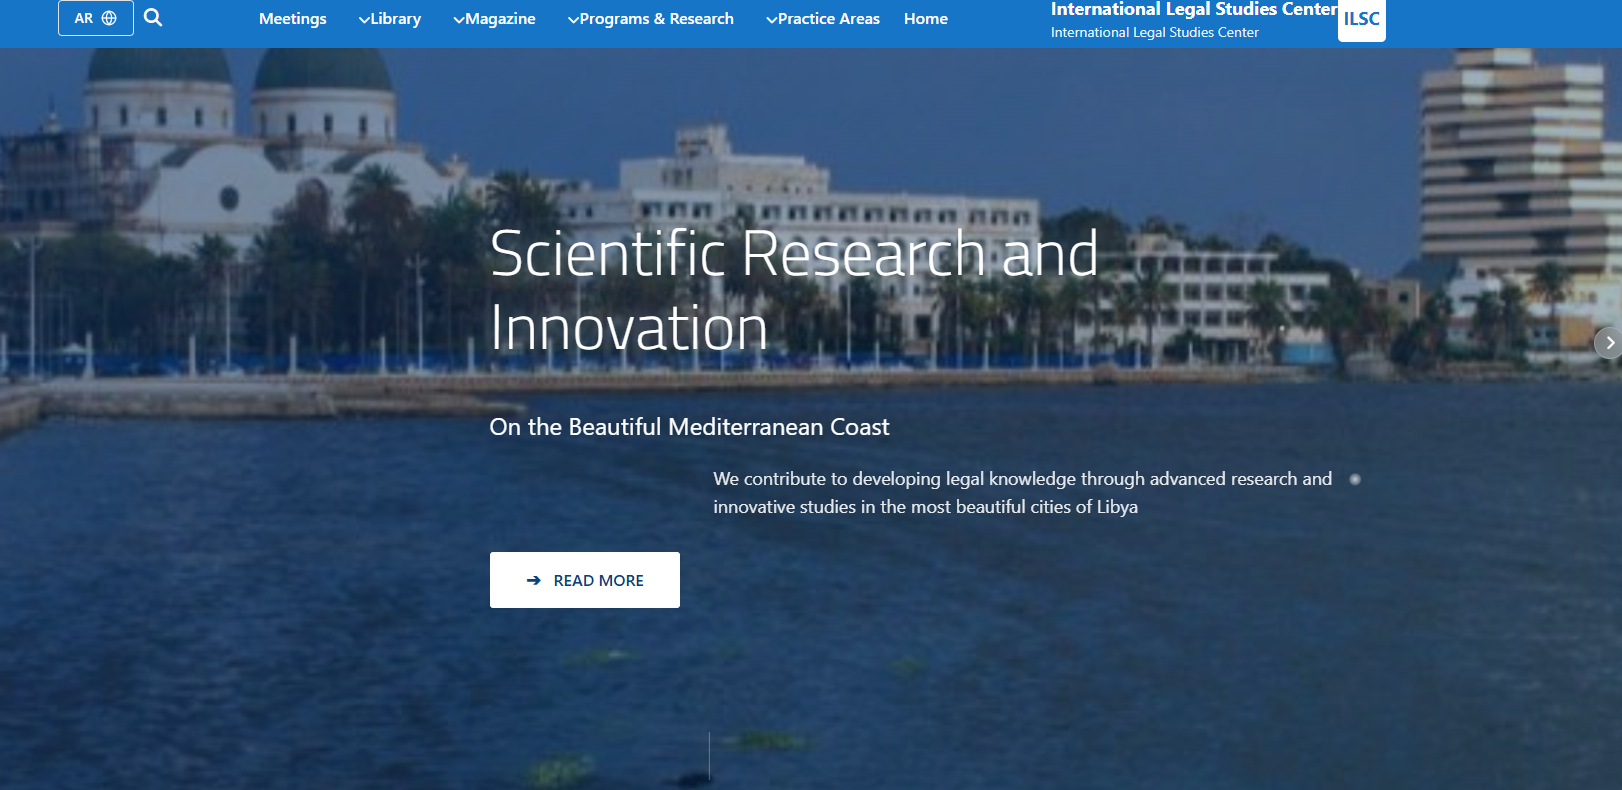 AR
Meetings
Library
Magazine
Programs & Research
Practice Areas
Home
International Legal Studies Center
International Legal Studies Center
ILSC
Scientific Research and
Innovation
On the Beautiful Mediterranean Coast
We contribute to developing legal knowledge through advanced research and
innovative studies in the most beautiful cities of Libya
READ MORE